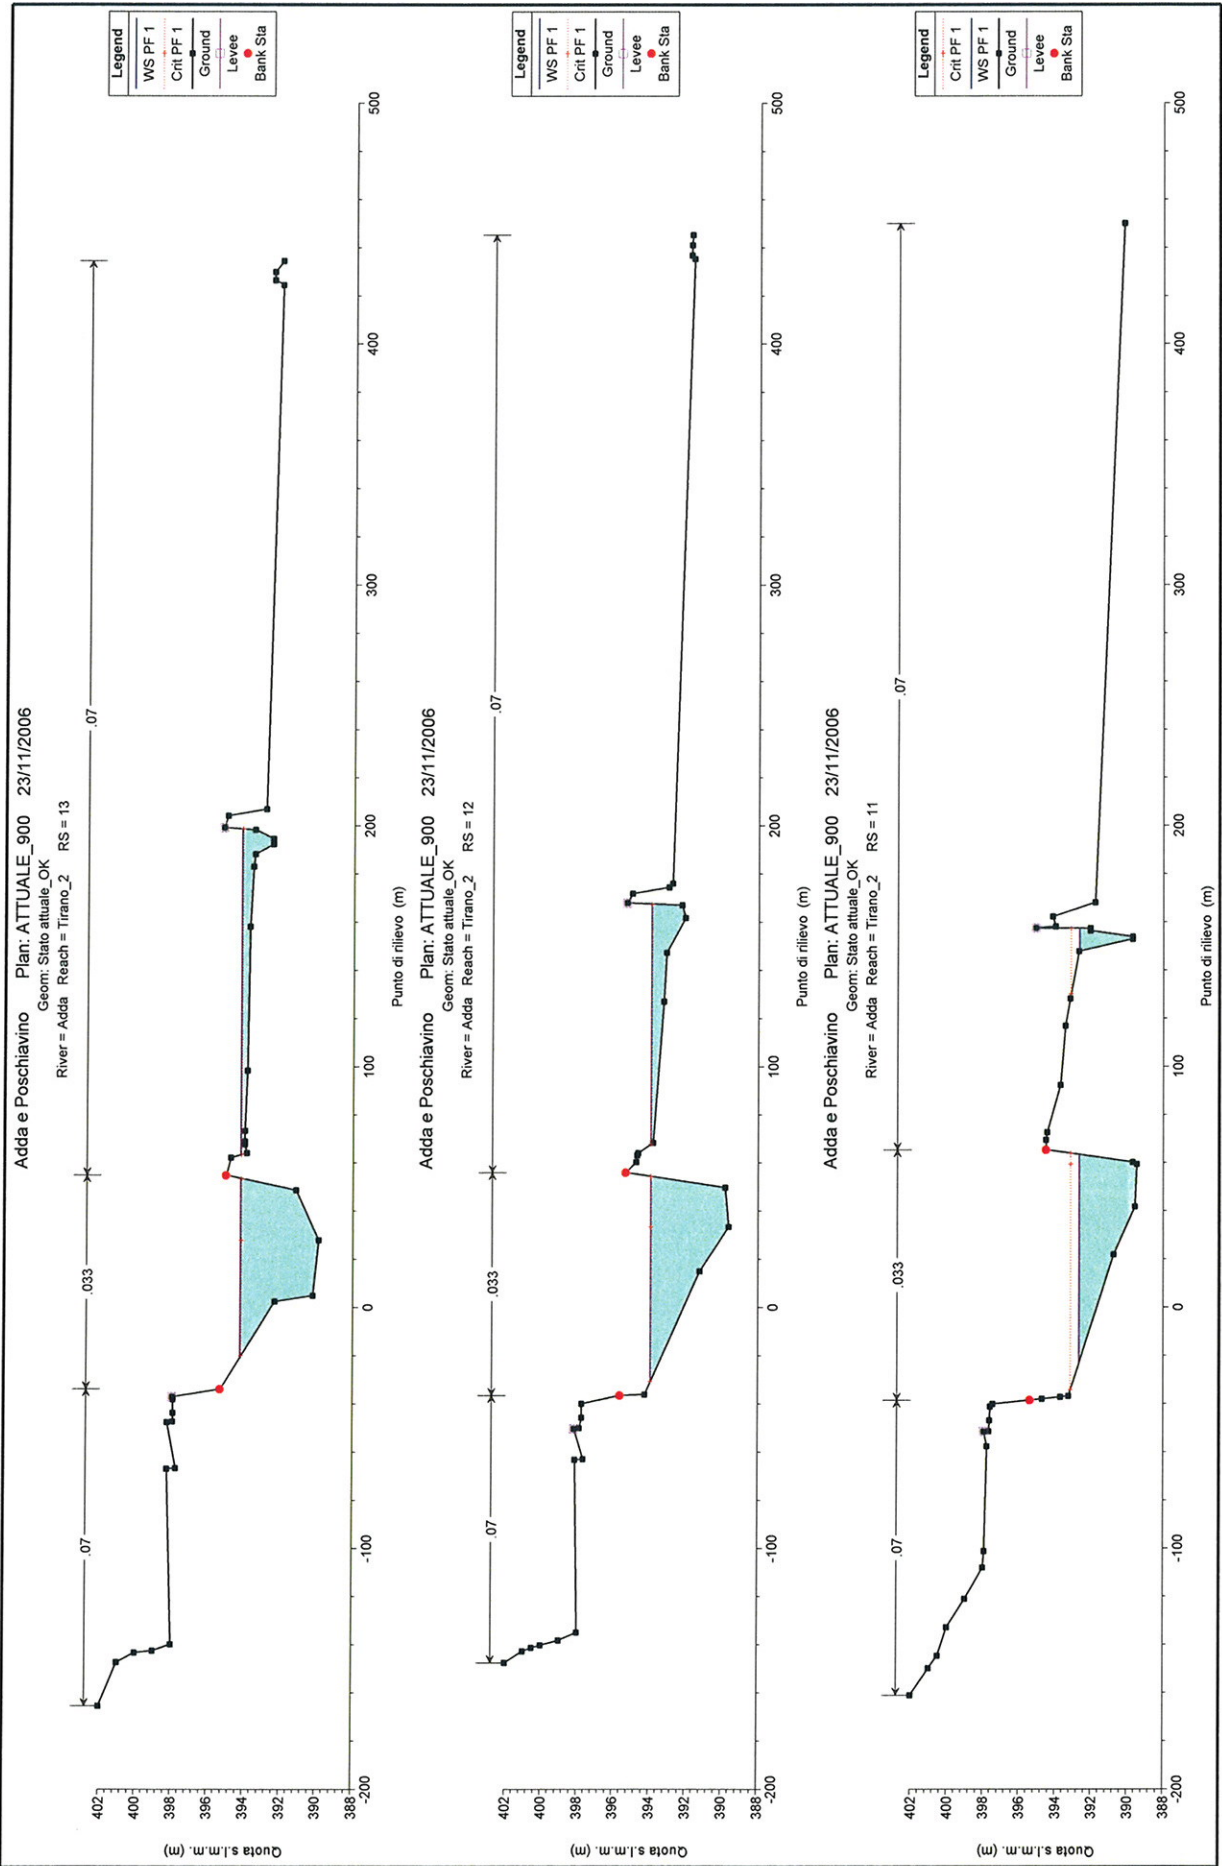 Adda e Poschiavino Plan: ATTUALE_900 23/11/2006
Geom: Stato attuale_OK
River = Adda Reach = Tirano_2 RS = 13
.07
.033
.07
Legend
WS PF 1
Crit PF 1
Ground
Levee
Bank Sta
402
400
398
396
394
392
390
388
Quota s.l.m.m. (m)
-200
-100
0
100
200
300
400
500
Punto di rilievo (m)
Adda e Poschiavino Plan: ATTUALE_900 23/11/2006
Geom: Stato attuale_OK
River = Adda Reach = Tirano_2 RS = 12
.07
.033
.07
Legend
WS PF 1
Crit PF 1
Ground
Levee
Bank Sta
402
400
398
396
394
392
390
388
Quota s.l.m.m. (m)
-200
-100
0
100
200
300
400
500
Punto di rilievo (m)
Adda e Poschiavino Plan: ATTUALE_900 23/11/2006
Geom: Stato attuale_OK
River = Adda Reach = Tirano_2 RS = 11
.07
.033
.07
Legend
Crit PF 1
WS PF 1
Ground
Levee
Bank Sta
402
400
398
396
394
392
390
388
Quota s.l.m.m. (m)
-200
-100
0
100
200
300
400
500
Punto di rilievo (m)